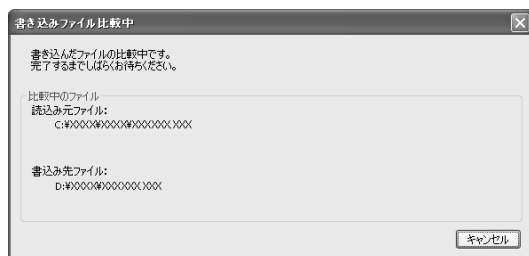 書き込みファイル比較中
書き込んだファイルの比較中です。
完了するまでしばらくお待ちください。
比較中のファイル
読込み元ファイル:
C:¥XXXX¥XXXX¥XXXXXX.XXX
書込み先ファイル:
D:¥XXXX¥XXXXXX.XXX
キャンセル